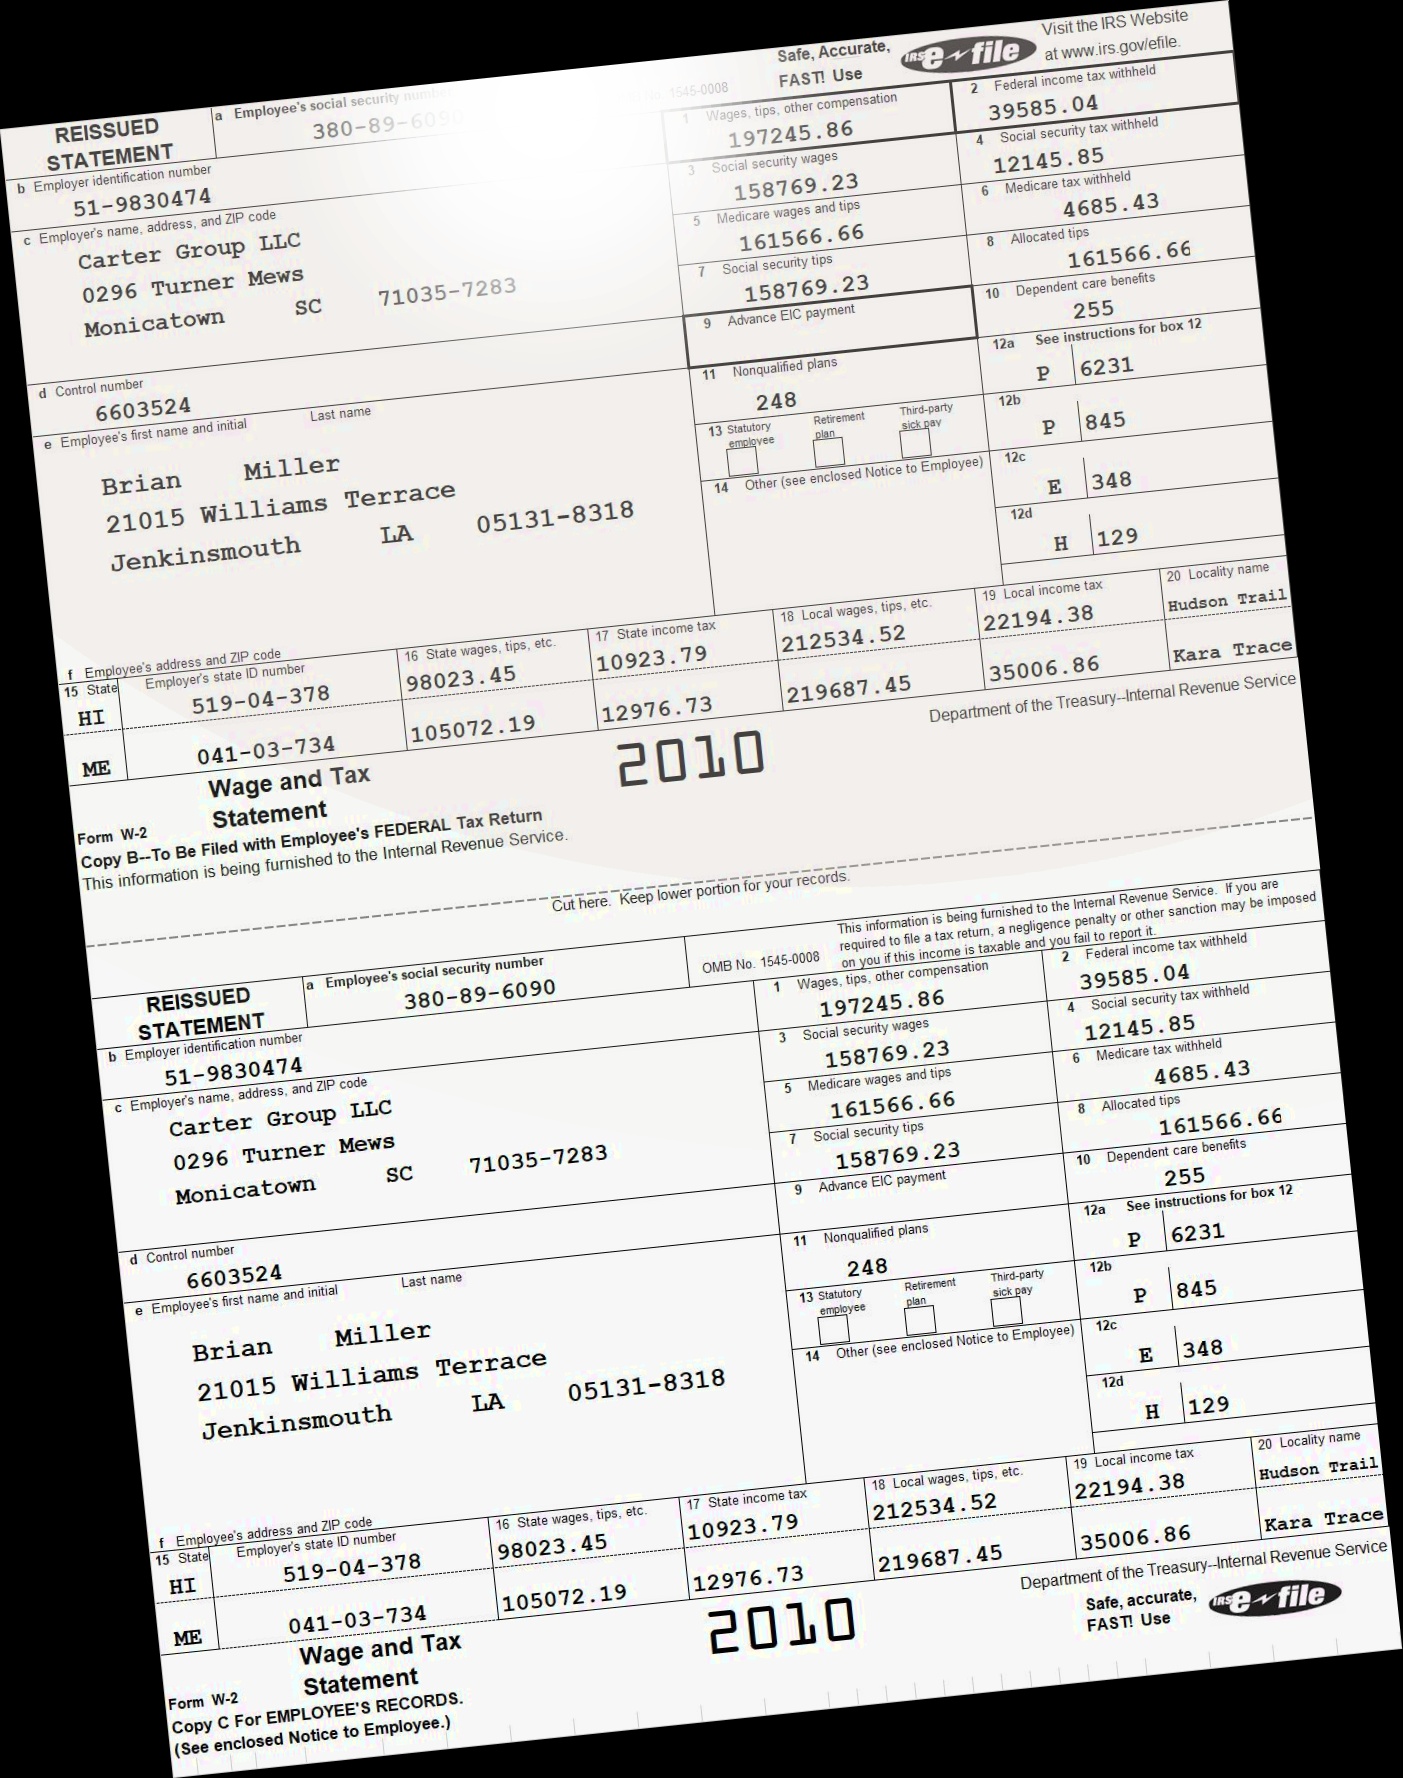 Safe, Accurate,
FAST! Use
IRS e-file
Visit the IRS Website
at www.irs.gov/efile.
REISSUED
STATEMENT
a Employee's social security number
380-89-6090
No. 1545-0008
1 Wages, tips, other compensation
197245.86
2 Federal income tax withheld
39585.04
b Employer identification number
51-9830474
3 Social security wages
158769.23
4 Social security tax withheld
12145.85
c Employer's name, address, and ZIP code
Carter Group LLC
0296 Turner Mews
Monicatown SC 71035-7283
5 Medicare wages and tips
161566.66
6 Medicare tax withheld
4685.43
7 Social security tips
158769.23
8 Allocated tips
161566.66
9 Advance EIC payment
10 Dependent care benefits
255
d Control number
6603524
11 Nonqualified plans
248
12a See instructions for box 12
P 6231
e Employee's first name and initial Last name
Brian Miller
21015 Williams Terrace
Jenkinsmouth LA 05131-8318
13 Statutory employee Retirement plan Third-party sick pay
12b
P 845
14 Other (see enclosed Notice to Employee)
12c
E 348
12d
H 129
f Employee's address and ZIP code
15 State Employer's state ID number 16 State wages, tips, etc. 17 State income tax 18 Local wages, tips, etc. 19 Local income tax 20 Locality name
HI 519-04-378 98023.45 10923.79 212534.52 22194.38 Hudson Trail
ME 041-03-734 105072.19 12976.73 219687.45 35006.86 Kara Trace
Wage and Tax
Statement
Form W-2
2010
Department of the Treasury--Internal Revenue Service
Copy B--To Be Filed with Employee's FEDERAL Tax Return
This information is being furnished to the Internal Revenue Service.
Cut here. Keep lower portion for your records.
REISSUED
STATEMENT
a Employee's social security number
380-89-6090
OMB No. 1545-0008
This information is being furnished to the Internal Revenue Service. If you are
required to file a tax return, a negligence penalty or other sanction may be imposed
on you if this income is taxable and you fail to report it.
1 Wages, tips, other compensation
197245.86
2 Federal income tax withheld
39585.04
b Employer identification number
51-9830474
3 Social security wages
158769.23
4 Social security tax withheld
12145.85
c Employer's name, address, and ZIP code
Carter Group LLC
0296 Turner Mews
Monicatown SC 71035-7283
5 Medicare wages and tips
161566.66
6 Medicare tax withheld
4685.43
7 Social security tips
158769.23
8 Allocated tips
161566.66
9 Advance EIC payment
10 Dependent care benefits
255
d Control number
6603524
11 Nonqualified plans
248
12a See instructions for box 12
P 6231
e Employee's first name and initial Last name
Brian Miller
21015 Williams Terrace
Jenkinsmouth LA 05131-8318
13 Statutory employee Retirement plan Third-party sick pay
12b
P 845
14 Other (see enclosed Notice to Employee)
12c
E 348
12d
H 129
f Employee's address and ZIP code
15 State Employer's state ID number 16 State wages, tips, etc. 17 State income tax 18 Local wages, tips, etc. 19 Local income tax 20 Locality name
HI 519-04-378 98023.45 10923.79 212534.52 22194.38 Hudson Trail
ME 041-03-734 105072.19 12976.73 219687.45 35006.86 Kara Trace
Wage and Tax
Statement
Form W-2
2010
Department of the Treasury--Internal Revenue Service
Safe, accurate,
FAST! Use
IRS e-file
Copy C For EMPLOYEE'S RECORDS.
(See enclosed Notice to Employee.)